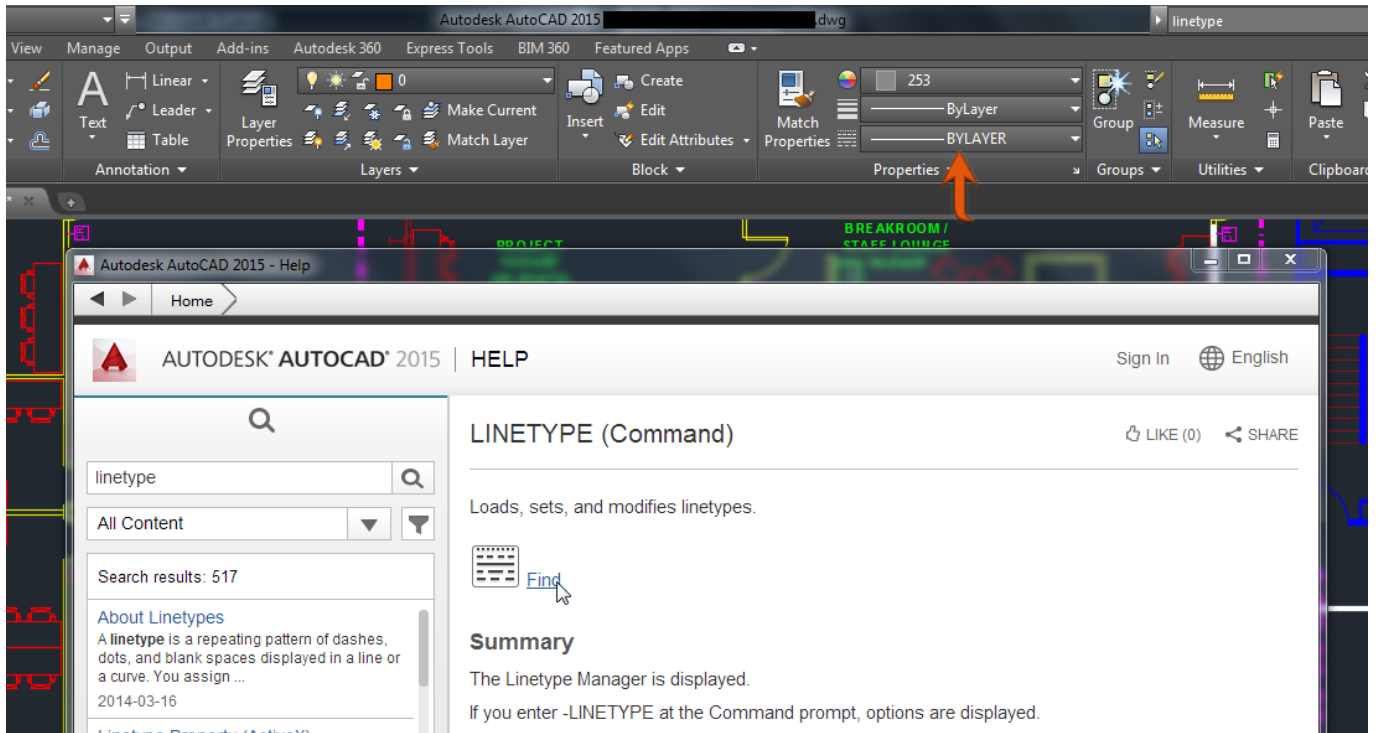 Autodesk AutoCAD 2015 .dwg linetype
View Manage Output Add-ins Autodesk 360 Express Tools BIM 360 Featured Apps
Linear 0 Create 253
Leader Make Current Edit ByLayer
Text Layer Properties Insert Match Properties Group Measure Paste
Table Match Layer Edit Attributes BYLAYER
Annotation Layers Block Properties Groups Utilities Clipboar
BREAKROOM /
PROJECT STAFF LOUNGE
Autodesk AutoCAD 2015 - Help
Home
AUTODESK® AUTOCAD® 2015 HELP Sign In English
LINETYPE (Command) LIKE (0) SHARE
linetype
Loads, sets, and modifies linetypes.
All Content
Find
Search results: 517
About Linetypes
A linetype is a repeating pattern of dashes,
dots, and blank spaces displayed in a line or
a curve. You assign ...
2014-03-16
Summary
The Linetype Manager is displayed.
If you enter -LINETYPE at the Command prompt, options are displayed.